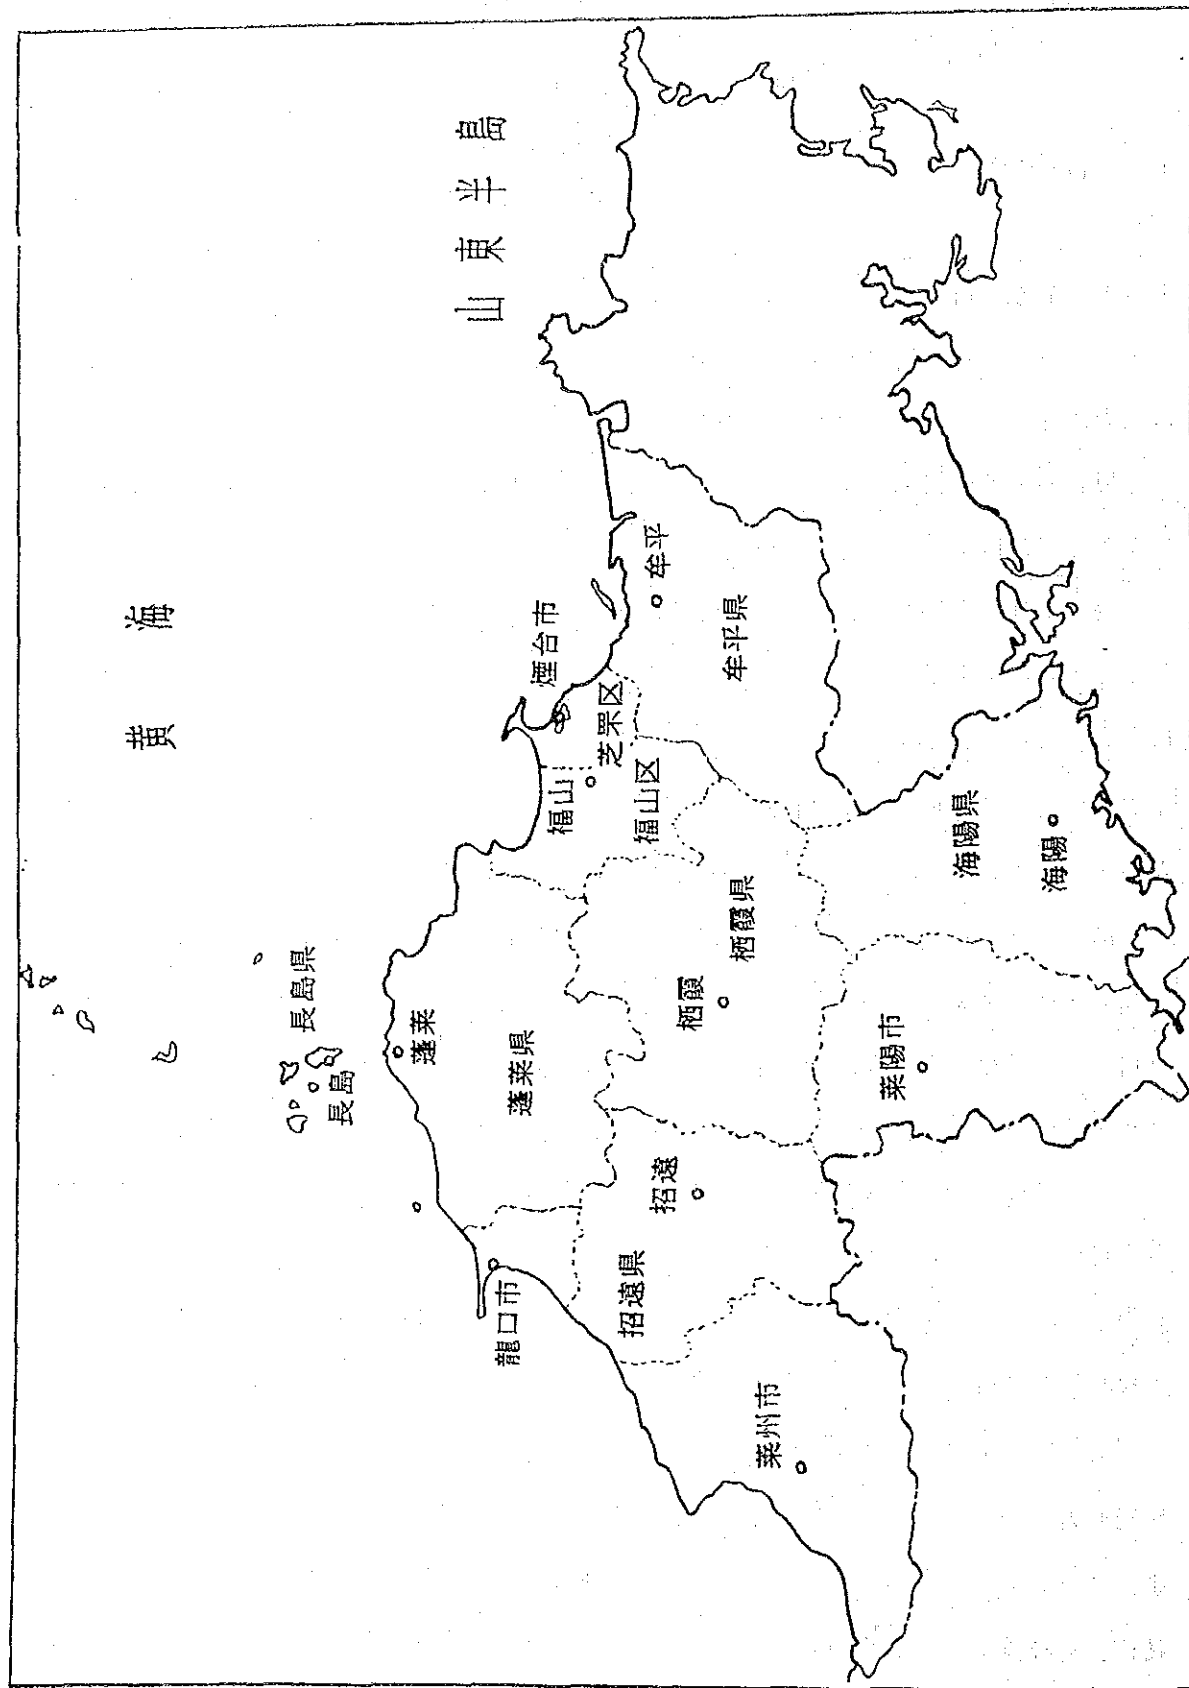 黄海
山東半島
長島県
長島
蓬莱
蓬莱県
煙台市
芝罘区
福山
福山区
牟平
牟平県
龍口市
招遠
招遠県
栖霞
栖霞県
莱州市
莱陽市
海陽県
海陽